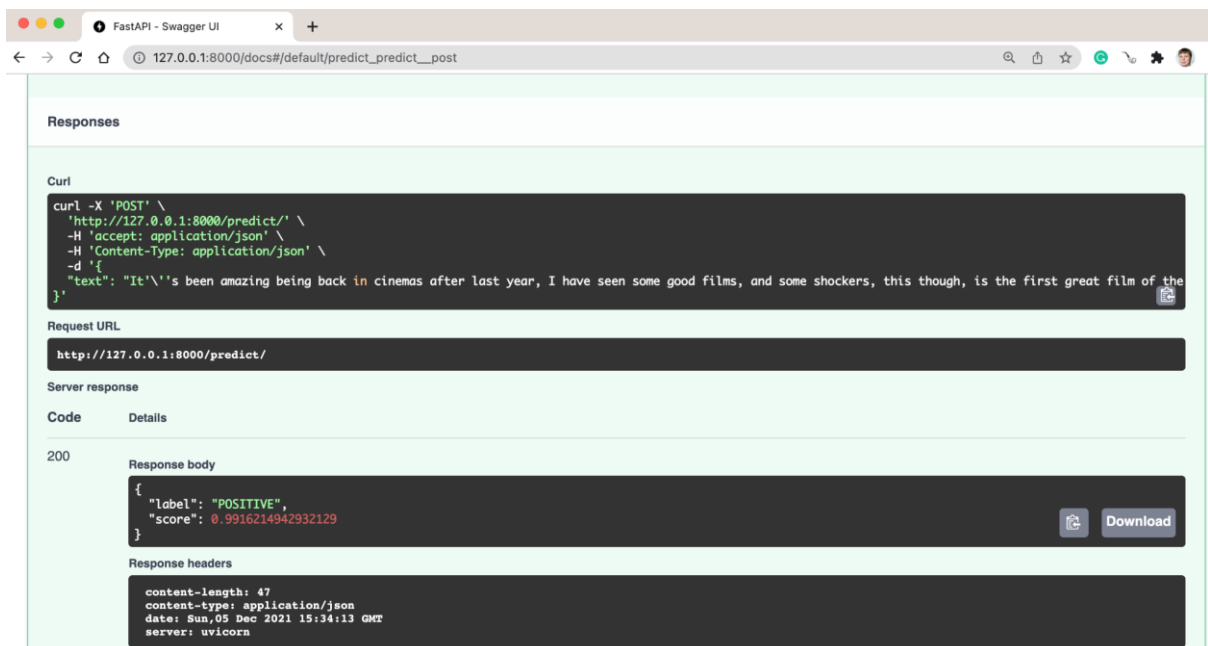 FastAPI - Swagger UI
127.0.0.1:8000/docs#/default/predict_predict__post
Responses
Curl
curl -X 'POST' \
'http://127.0.0.1:8000/predict/' \
-H 'accept: application/json' \
-H 'Content-Type: application/json' \
-d '{
"text": "It'\''s been amazing being back in cinemas after last year, I have seen some good films, and some shockers, this though, is the first great film of the
}'
Request URL
http://127.0.0.1:8000/predict/
Server response
Code Details
200
Response body
{
"label": "POSITIVE",
"score": 0.9916214942932129
}
Download
Response headers
content-length: 47
content-type: application/json
date: Sun,05 Dec 2021 15:34:13 GMT
server: uvicorn